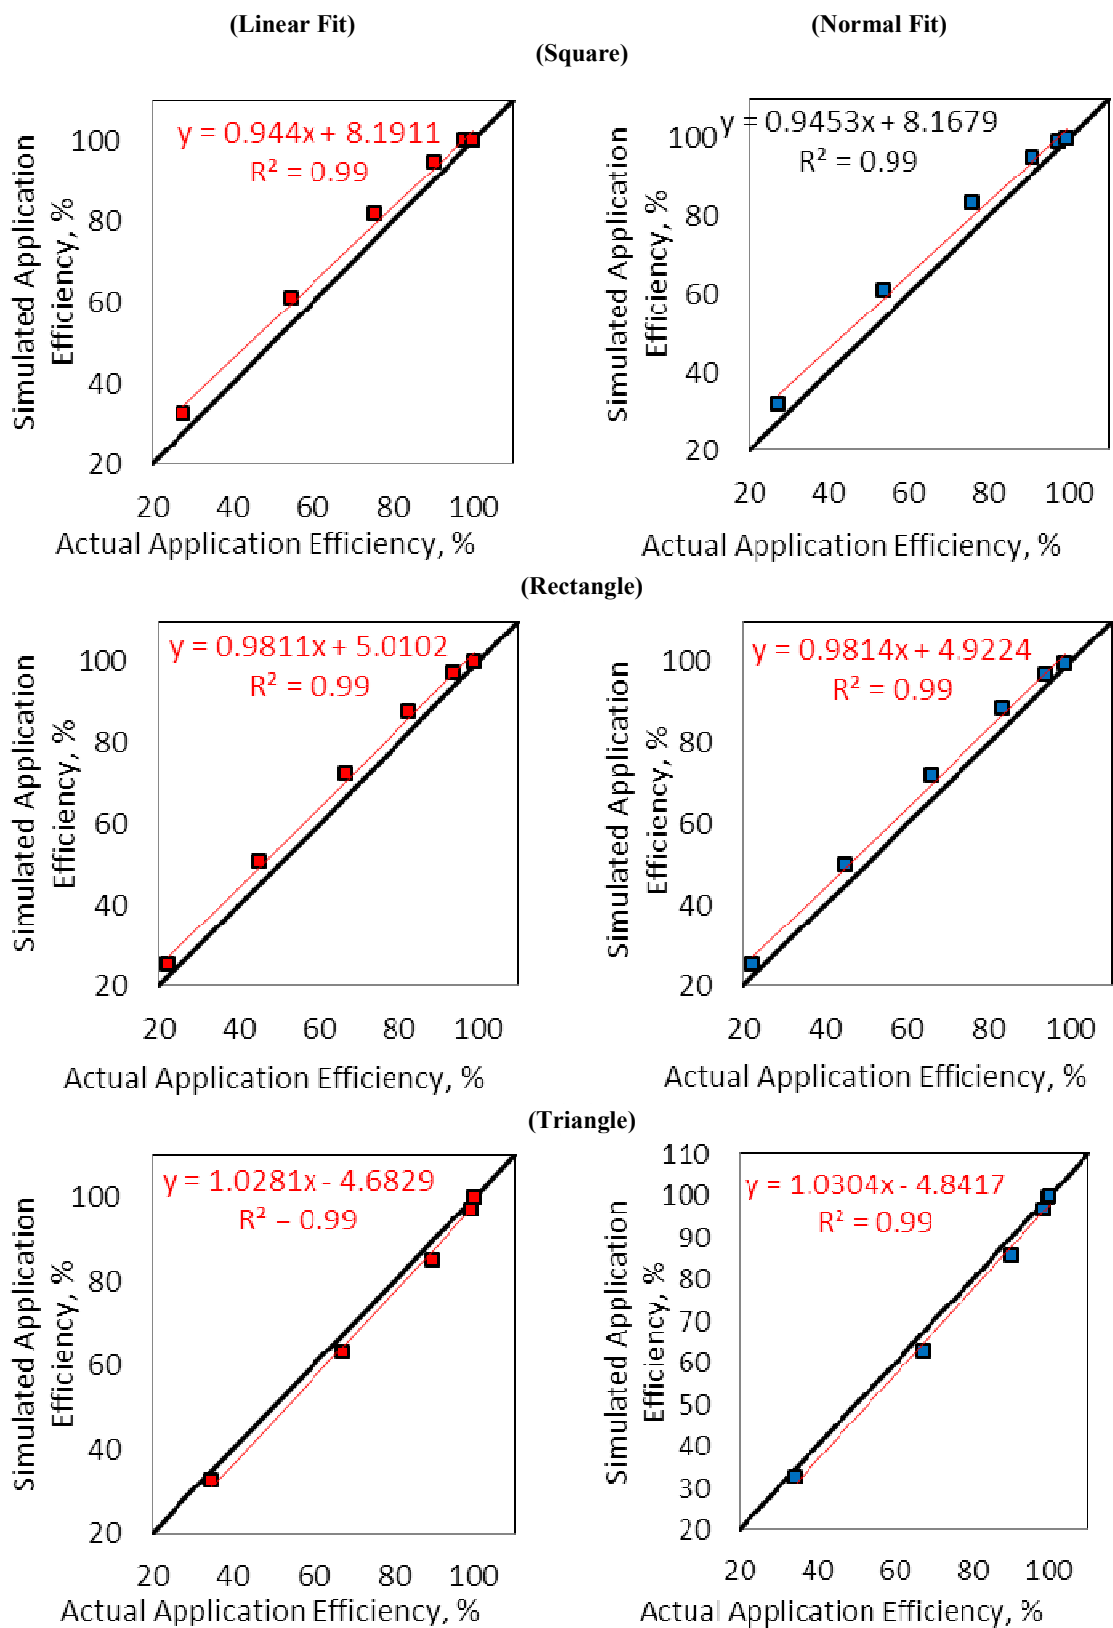 (Linear Fit)
(Normal Fit)
(Square)
Simulated Application
Efficiency, %
y = 0.944x + 8.1911
R² = 0.99
100
80
60
40
20
20 40 60 80 100
Actual Application Efficiency, %
Simulated Application
Efficiency, %
y = 0.9453x + 8.1679
R² = 0.99
100
80
60
40
20
20 40 60 80 100
Actual Application Efficiency, %
(Rectangle)
Simulated Application
Efficiency, %
y = 0.9811x + 5.0102
R² = 0.99
100
80
60
40
20
20 40 60 80 100
Actual Application Efficiency, %
Simulated Application
Efficiency, %
y = 0.9814x + 4.9224
R² = 0.99
100
80
60
40
20
20 40 60 80 100
Actual Application Efficiency, %
(Triangle)
Simulated Application
Efficiency, %
y = 1.0281x - 4.6829
R² – 0.99
100
80
60
40
20
20 40 60 80 100
Actual Application Efficiency, %
Simulated Application
Efficiency, %
110
y = 1.0304x - 4.8417
R² = 0.99
100
90
80
70
60
50
40
30
20
20 40 60 80 100
Actual Application Efficiency, %